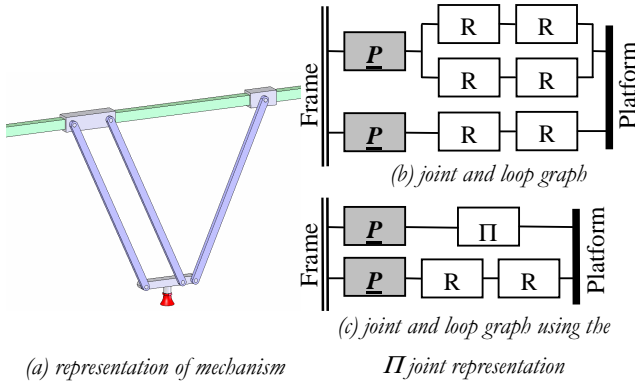 Frame
P
R
R
R
R
P
R
R
Platform
(b) joint and loop graph
Frame
P
Π
P
R
R
Platform
(c) joint and loop graph using the
Π joint representation
(a) representation of mechanism